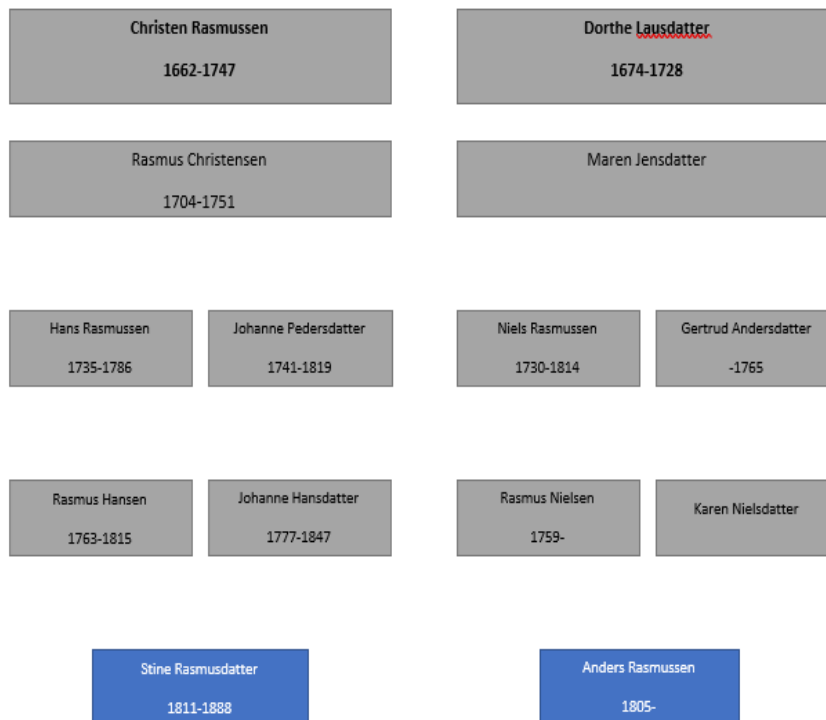 Christen Rasmussen
1662-1747
Dorthe Lausdatter
1674-1728
Rasmus Christensen
1704-1751
Maren Jensdatter
Hans Rasmussen
1735-1786
Johanne Pedersdatter
1741-1819
Niels Rasmussen
1730-1814
Gertrud Andersdatter
-1765
Rasmus Hansen
1763-1815
Johanne Hansdatter
1777-1847
Rasmus Nielsen
1759-
Karen Nielsdatter
Stine Rasmusdatter
1811-1888
Anders Rasmussen
1805-